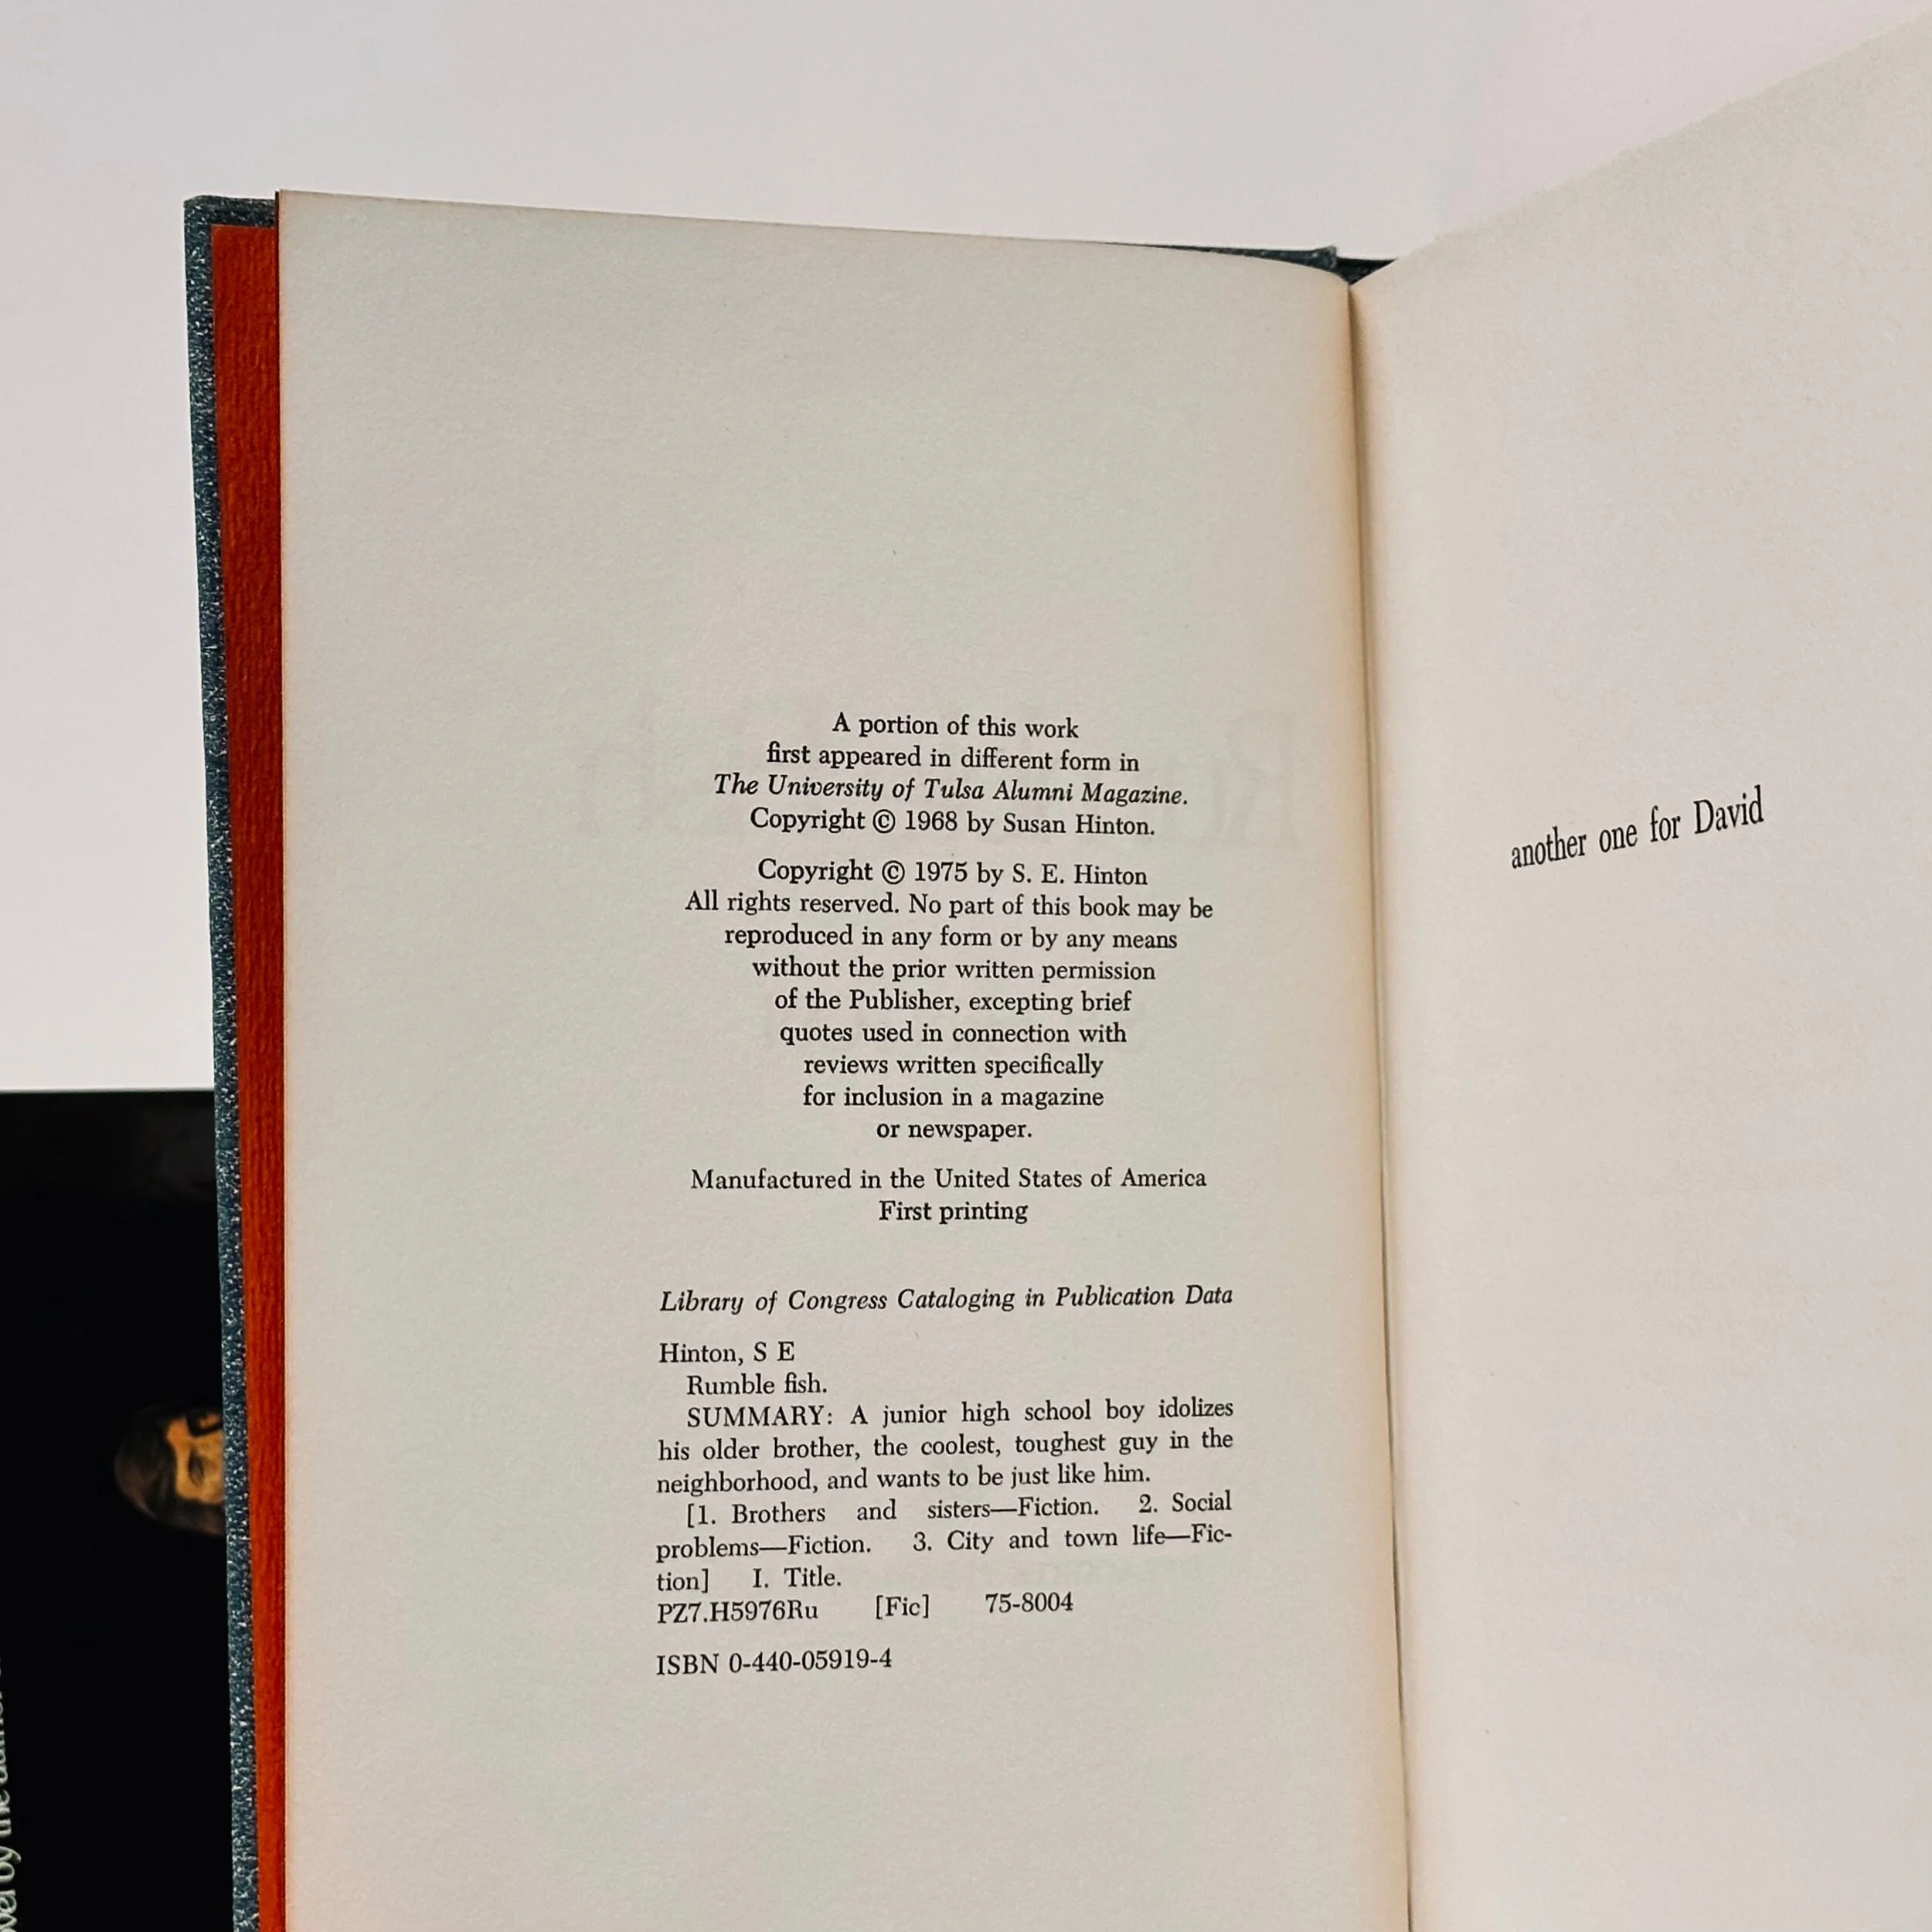 A portion of this work
first appeared in different form in
The University of Tulsa Alumni Magazine.
Copyright © 1968 by Susan Hinton.
Copyright © 1975 by S. E. Hinton
All rights reserved. No part of this book may be
reproduced in any form or by any means
without the prior written permission
of the Publisher, excepting brief
quotes used in connection with
reviews written specifically
for inclusion in a magazine
or newspaper.
Manufactured in the United States of America
First printing
Library of Congress Cataloging in Publication Data
Hinton, S E
Rumble fish.
SUMMARY: A junior high school boy idolizes
his older brother, the coolest, toughest guy in the
neighborhood, and wants to be just like him.
[1. Brothers and sisters—Fiction. 2. Social
problems—Fiction. 3. City and town life—Fic-
tion] I. Title.
PZ7.H5976Ru [Fic] 75-8004
ISBN 0-440-05919-4
another one for David
by the